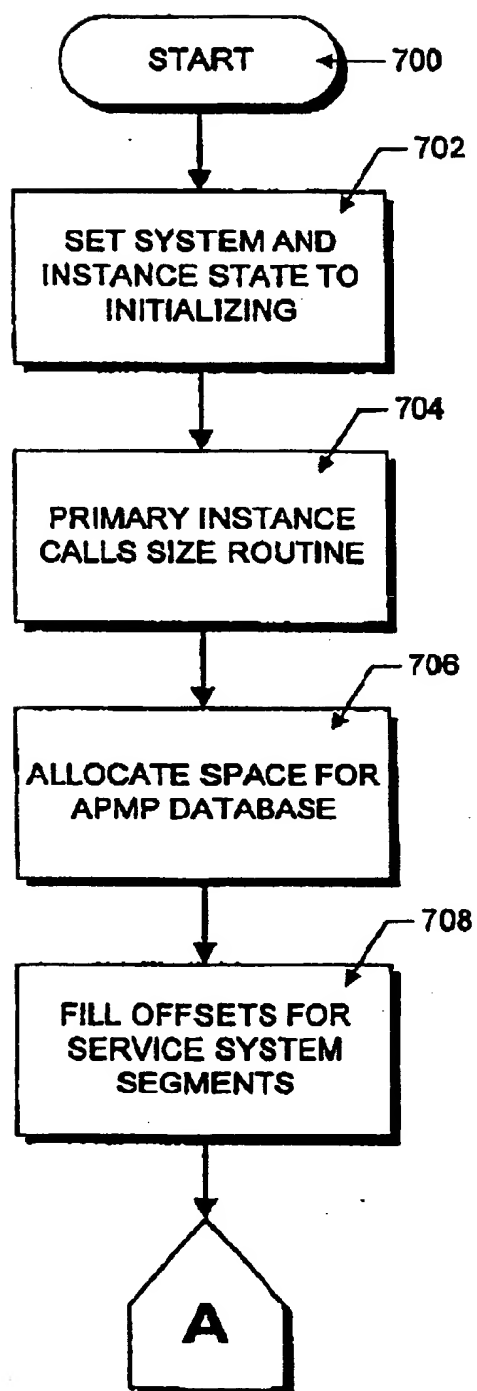 START
700
702
SET SYSTEM AND
INSTANCE STATE TO
INITIALIZING
704
PRIMARY INSTANCE
CALLS SIZE ROUTINE
706
ALLOCATE SPACE FOR
APMP DATABASE
708
FILL OFFSETS FOR
SERVICE SYSTEM
SEGMENTS
A